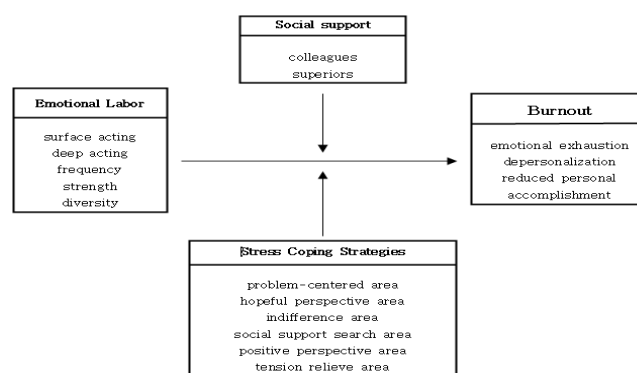 Social support
colleagues
superiors
Emotional Labor
surface acting
deep acting
frequency
strength
diversity
Burnout
emotional exhaustion
depersonalization
reduced personal
accomplishment
Stress Coping Strategies
problem-centered area
hopeful perspective area
indifference area
social support search area
positive perspective area
tension relieve area